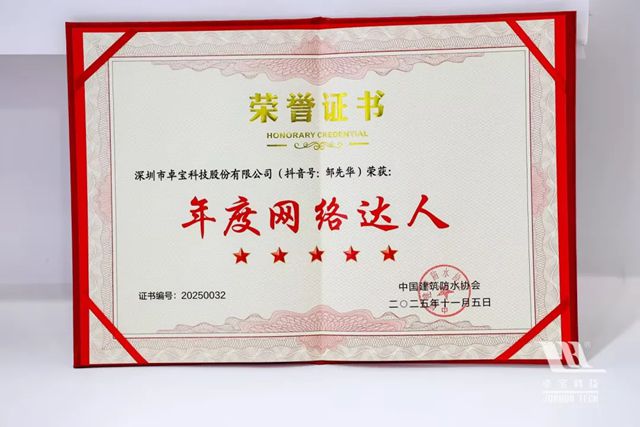 荣誉证书
HONORARY CREDENTIAL
深圳市卓宝科技股份有限公司（抖音号：邹先华）荣获：
年度网络达人
证书编号：20250032
中国建筑防水协会
二〇二五年十一月五日
卓宝科技
JOABOA TECH